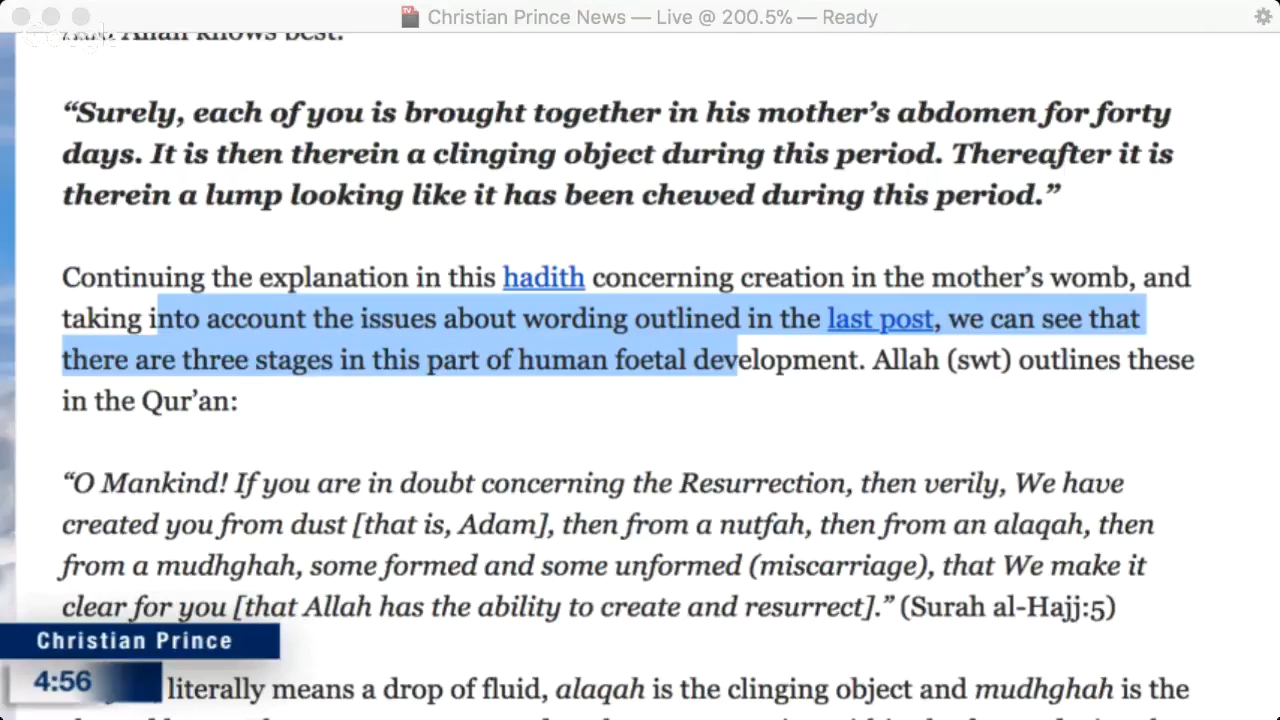 Christian Prince News — Live @ 200.5% — Ready
Google
Allah knows best.
“Surely, each of you is brought together in his mother’s abdomen for forty
days. It is then therein a clinging object during this period. Thereafter it is
therein a lump looking like it has been chewed during this period.”
Continuing the explanation in this hadith concerning creation in the mother’s womb, and
taking into account the issues about wording outlined in the last post, we can see that
there are three stages in this part of human foetal development. Allah (swt) outlines these
in the Qur’an:
“O Mankind! If you are in doubt concerning the Resurrection, then verily, We have
created you from dust [that is, Adam], then from a nutfah, then from an alaqah, then
from a mudhghah, some formed and some unformed (miscarriage), that We make it
clear for you [that Allah has the ability to create and resurrect].” (Surah al-Hajj:5)
Christian Prince
4:56
literally means a drop of fluid, alaqah is the clinging object and mudhghah is the